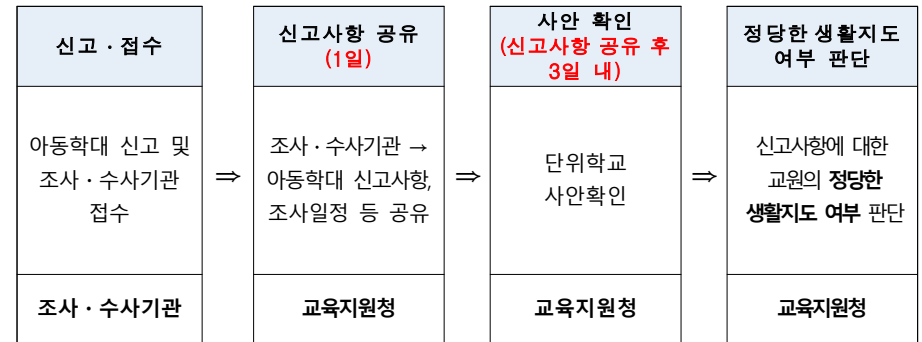 신고 · 접수
아동학대 신고 및
조사 · 수사기관
접수
조사 · 수사기관
⇒
신고사항 공유
(1일)
조사 · 수사기관 →
아동학대 신고사항,
조사일정 등 공유
교육지원청
⇒
사안 확인
(신고사항 공유 후
3일 내)
단위학교
사안확인
교육지원청
⇒
정당한 생활지도
여부 판단
신고사항에 대한
교원의 정당한
생활지도 여부 판단
교육지원청